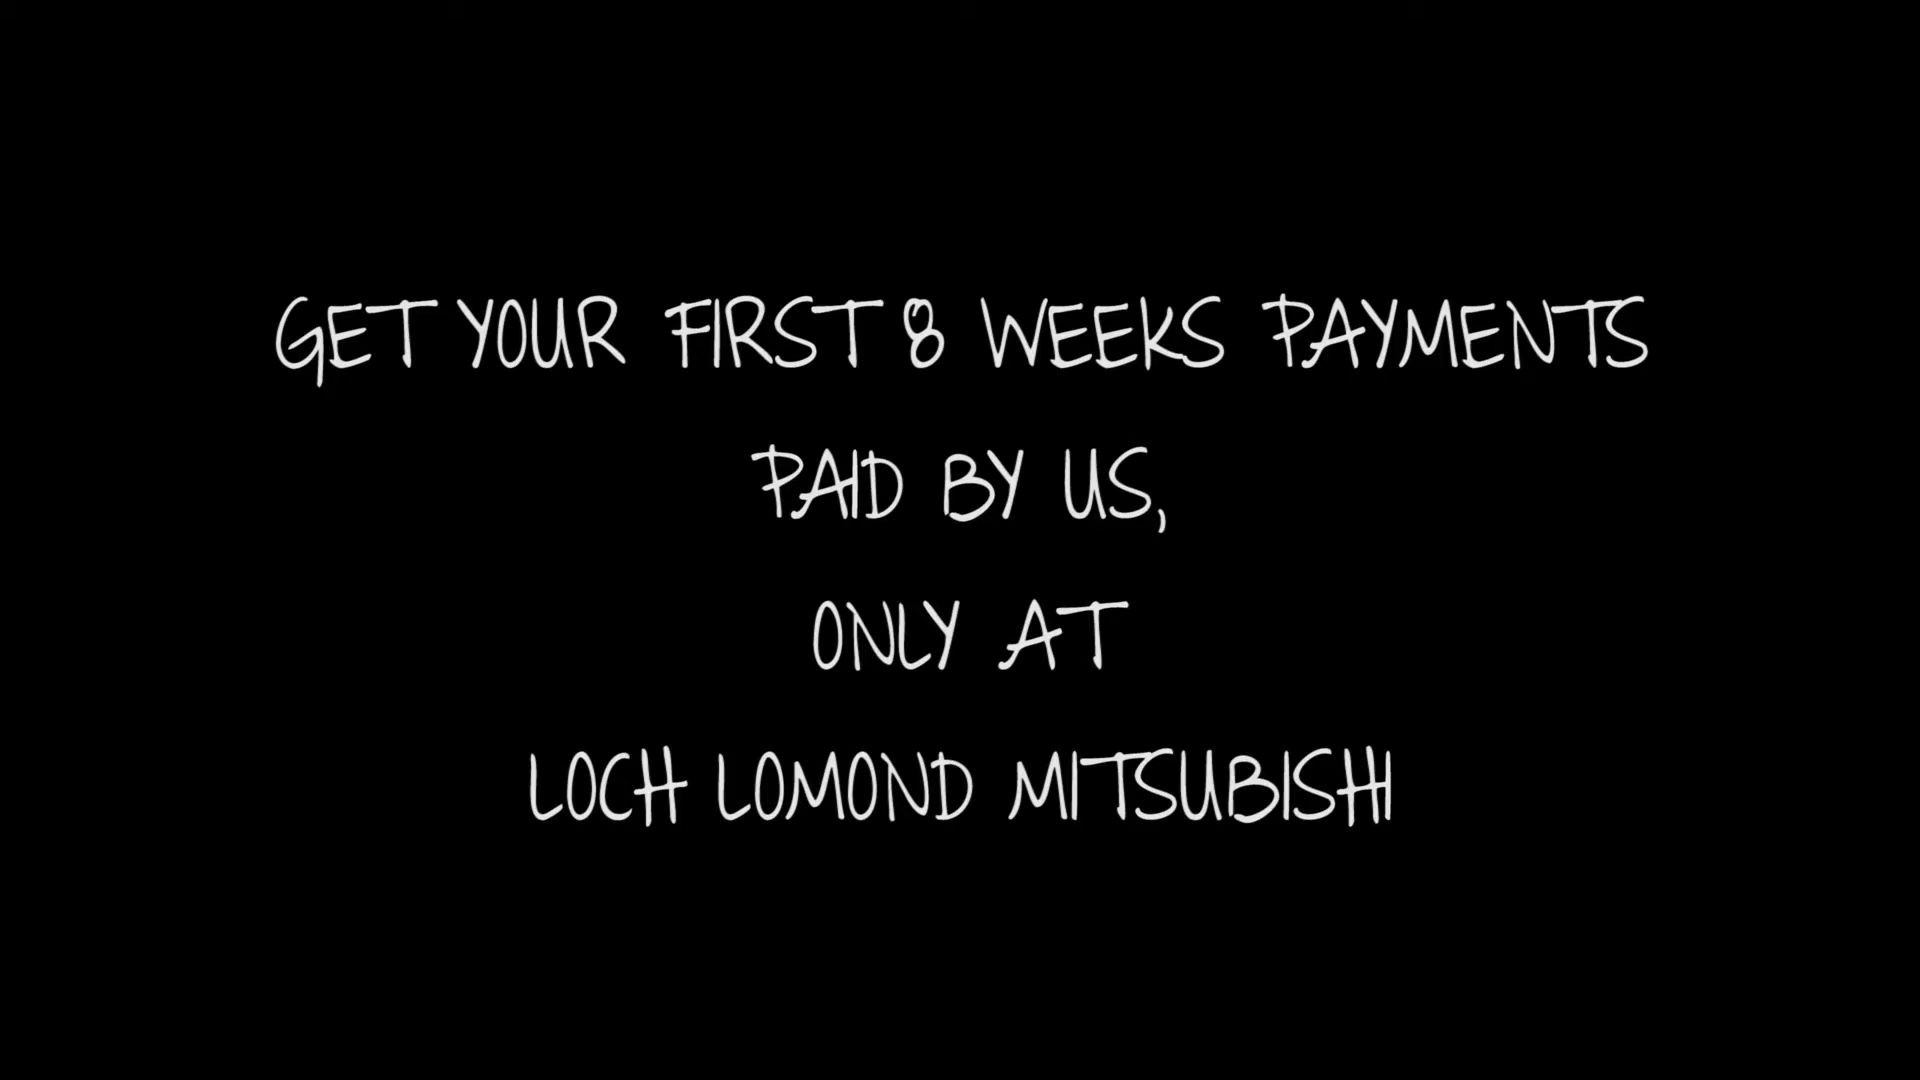 GET YOUR FIRST 8 WEEKS PAYMENTS
PAID BY US,
ONLY AT
LOCH LOMOND MITSUBISHI